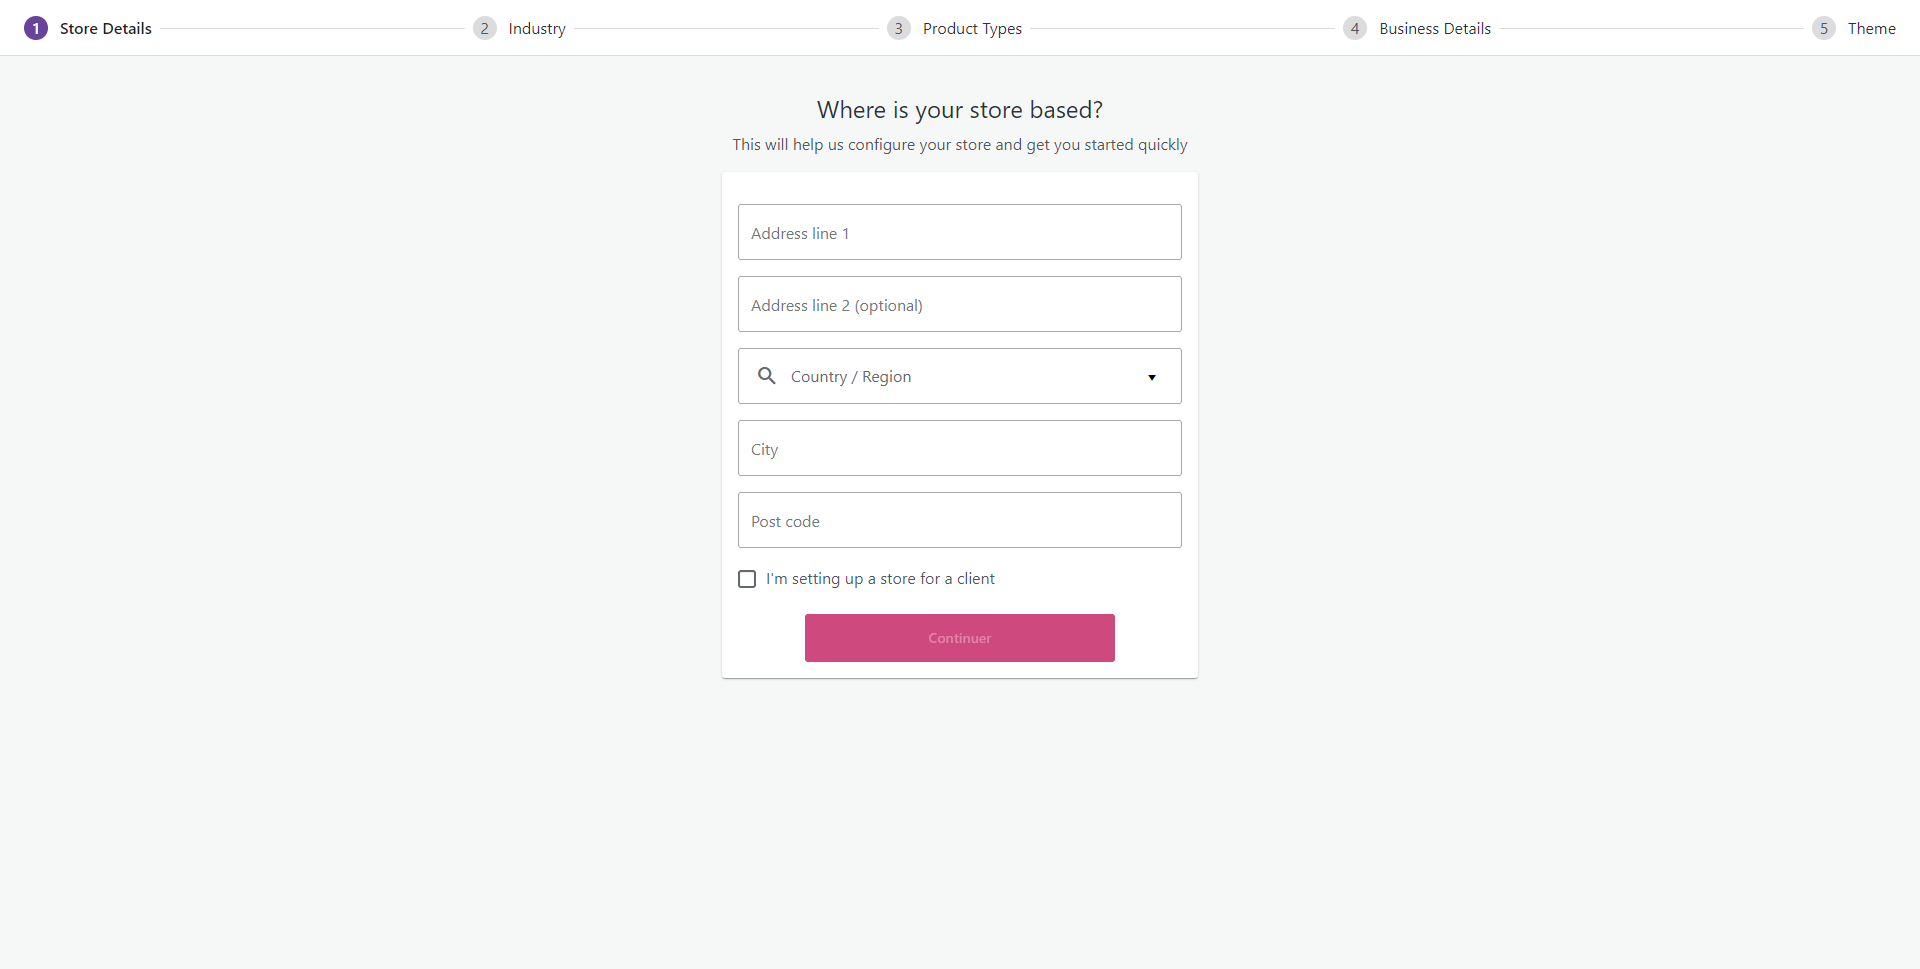 1 Store Details 2 Industry 3 Product Types 4 Business Details 5 Theme
Where is your store based?
This will help us configure your store and get you started quickly
Address line 1
Address line 2 (optional)
Country / Region
City
Post code
I'm setting up a store for a client
Continuer